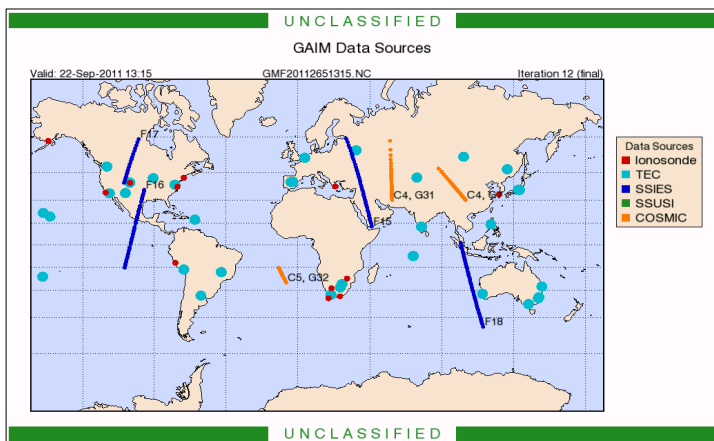 UNCLASSIFIED
GAIM Data Sources
Valid: 22-Sep-2011 13:15 GMF20112651315.NC Iteration 12 (final)
F17
F16
C4, G31
C4, G
F15
C5, G32
F18
Data Sources
Ionosonde
TEC
SSIES
SSUSI
COSMIC
UNCLASSIFIED